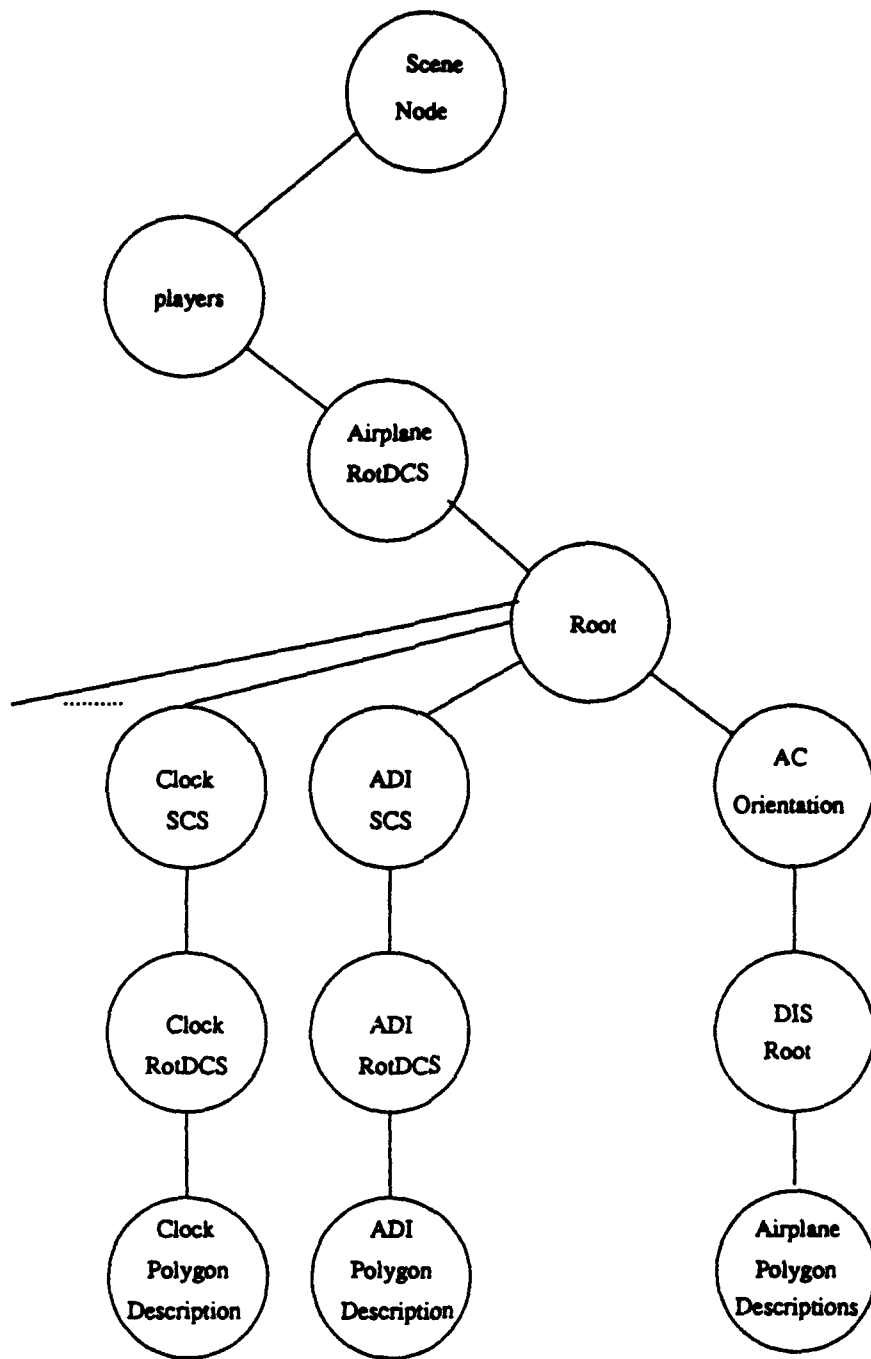 Scene
Node
players
Airplane
RotDCS
Root
Clock
SCS
ADI
SCS
AC
Orientation
Clock
RotDCS
ADI
RotDCS
DIS
Root
Clock
Polygon
Description
ADI
Polygon
Description
Airplane
Polygon
Descriptions